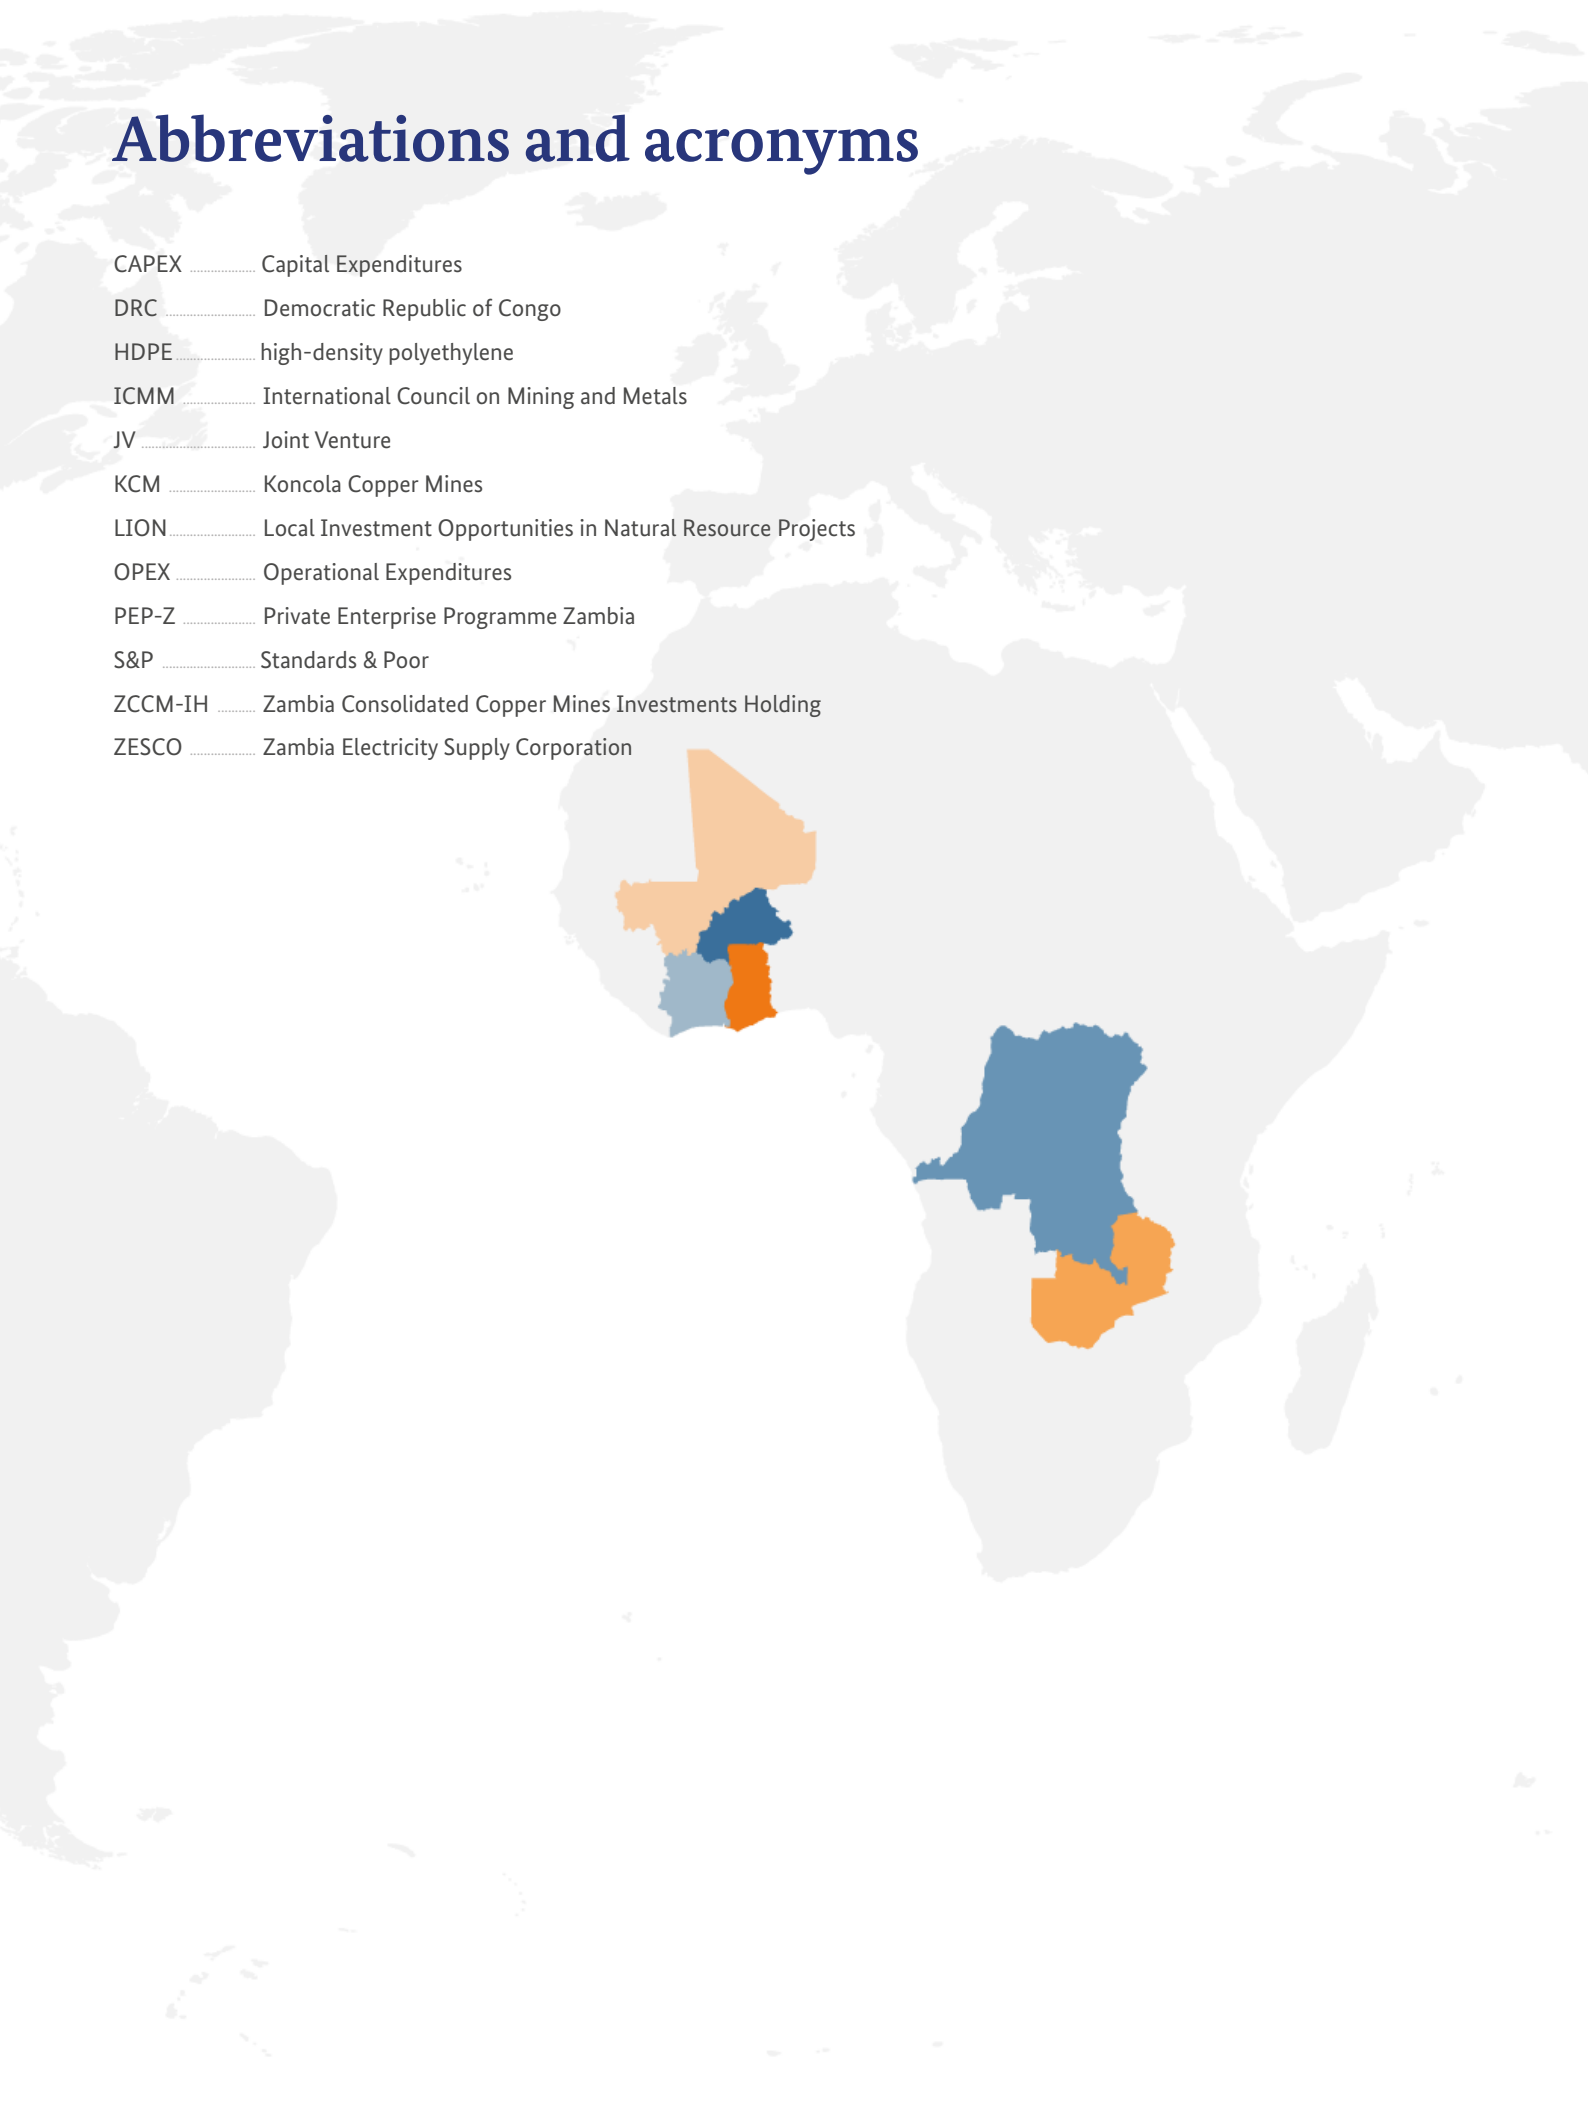 Abbreviations and acronyms
CAPEX ........... Capital Expenditures
DRC ........... Democratic Republic of Congo
HDPE ........... high-density polyethylene
ICMM ........... International Council on Mining and Metals
JV ........... Joint Venture
KCM ........... Koncola Copper Mines
LION ........... Local Investment Opportunities in Natural Resource Projects
OPEX ........... Operational Expenditures
PEP-Z ........... Private Enterprise Programme Zambia
S&P ........... Standards & Poor
ZCCM-IH ........... Zambia Consolidated Copper Mines Investments Holding
ZESCO ........... Zambia Electricity Supply Corporation